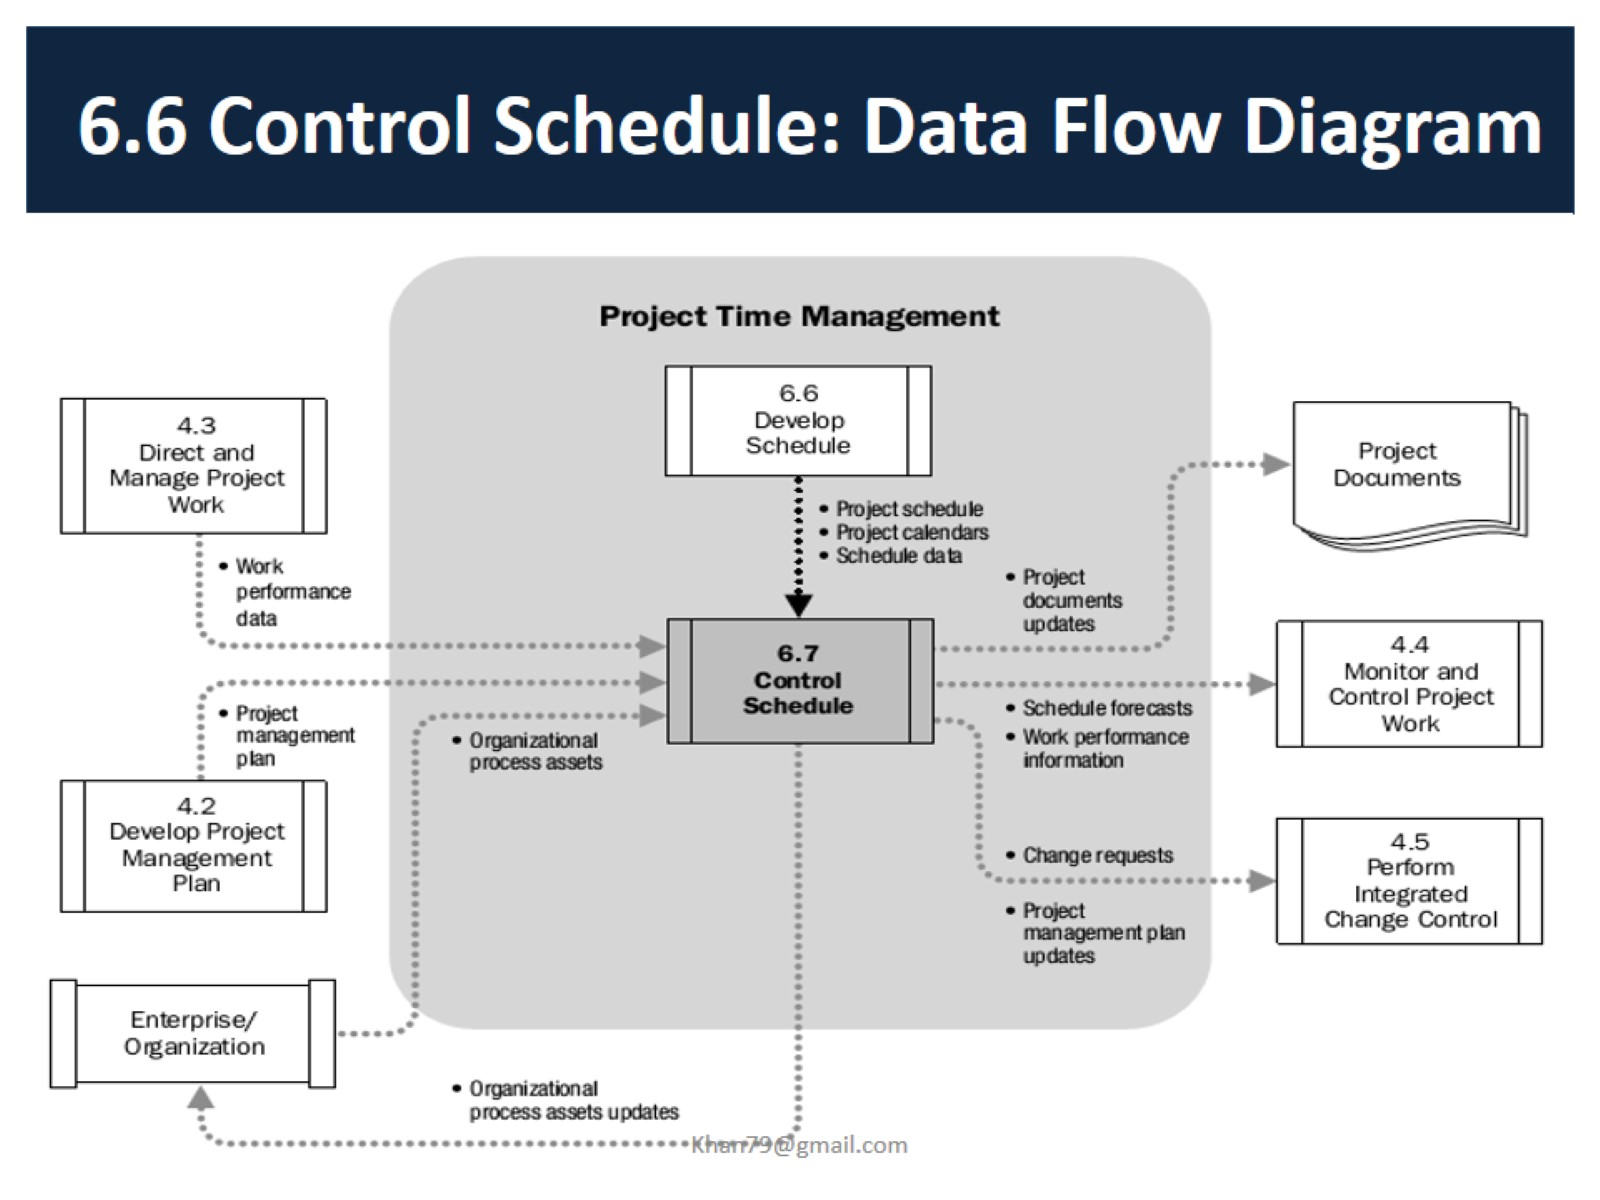 6.6 Control Schedule: Data Flow Diagram
Project Time Management
4.3
Direct and
Manage Project
Work
6.6
Develop
Schedule
Project
Documents
• Work
performance
data
• Project schedule
• Project calendars
• Schedule data
• Project
documents
updates
6.7
Control
Schedule
4.4
Monitor and
Control Project
Work
• Project
management
plan
• Organizational
process assets
• Schedule forecasts
• Work performance
information
4.2
Develop Project
Management
Plan
• Change requests
• Project
management plan
updates
4.5
Perform
Integrated
Change Control
Enterprise/
Organization
• Organizational
process assets updates
Khan79@gmail.com